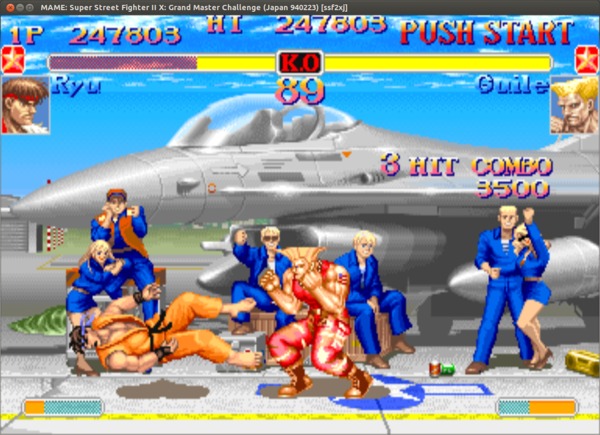 MAME: Super Street Fighter II X: Grand Master Challenge (Japan 940223) [ssf2xj]
1P 247803 HI 247803 PUSH START
K.O
Ryu 89 Guile
3 HIT COMBO
3500